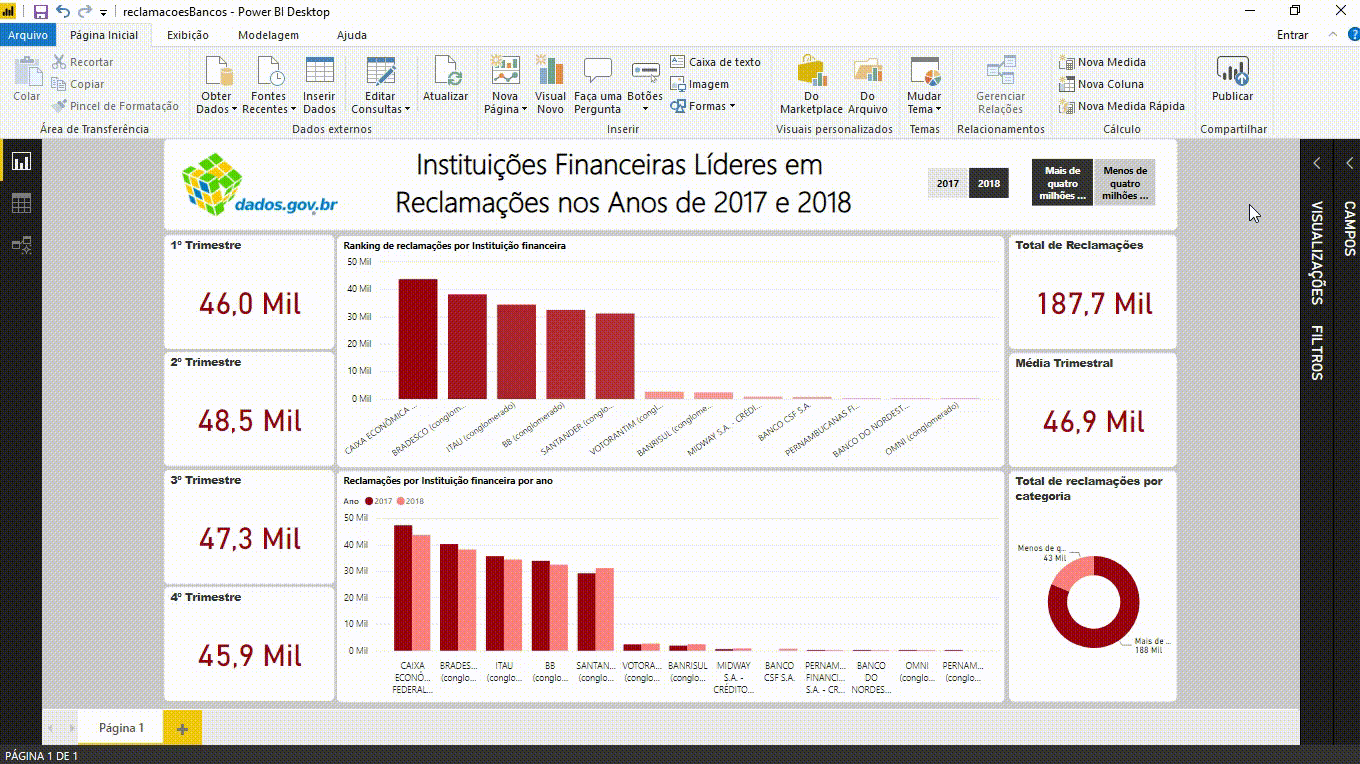 reclamacoesBancos - Power BI Desktop
Arquivo Página Inicial Exibição Modelagem Ajuda Entrar
Colar
Recortar
Copiar
Pincel de Formatação
Área de Transferência
Obter Dados
Fontes Recentes
Inserir Dados
Editar Consultas
Atualizar
Dados externos
Nova Página
Visual Novo
Faça uma Pergunta
Botões
Caixa de texto
Imagem
Formas
Inserir
Do Marketplace
Do Arquivo
Visuais personalizados
Mudar Tema
Temas
Gerenciar Relações
Relacionamentos
Nova Medida
Nova Coluna
Nova Medida Rápida
Cálculo
Publicar
Compartilhar
dados.gov.br
Instituições Financeiras Líderes em
Reclamações nos Anos de 2017 e 2018
2017 2018
Mais de quatro milhões ...
Menos de quatro milhões ...
1º Trimestre
46,0 Mil
2º Trimestre
48,5 Mil
3º Trimestre
47,3 Mil
4º Trimestre
45,9 Mil
Ranking de reclamações por Instituição financeira
50 Mil
40 Mil
30 Mil
20 Mil
10 Mil
0 Mil
CAIXA ECONÔMICA ...
BRADESCO (conglom...
ITAU (conglomerado)
BB (conglomerado)
SANTANDER (conglo...
VOTORANTIM (congl...
BANRISUL (conglome...
MIDWAY S.A. - CRÉDI...
BANCO CSF S.A.
PERNAMBUCANAS FI...
BANCO DO NORDEST...
OMNI (conglomerado)
Reclamações por Instituição financeira por ano
Ano 2017 2018
50 Mil
40 Mil
30 Mil
20 Mil
10 Mil
0 Mil
CAIXA ECONÔ... FEDERAL...
BRADES... (conglo...
ITAU (conglo...
BB (conglo...
SANTAN... (conglo...
VOTORA... (conglo...
BANRISUL (conglo...
MIDWAY S.A. - CRÉDITO...
BANCO CSF S.A.
PERNAM... FINANCI... S.A. - CR...
BANCO DO NORDES...
OMNI (conglo...
PERNAM... (conglo...
Total de Reclamações
187,7 Mil
Média Trimestral
46,9 Mil
Total de reclamações por
categoria
Menos de q...
43 Mil
Mais de ...
188 Mil
VISUALIZAÇÕES
FILTROS
CAMPOS
Página 1
PÁGINA 1 DE 1